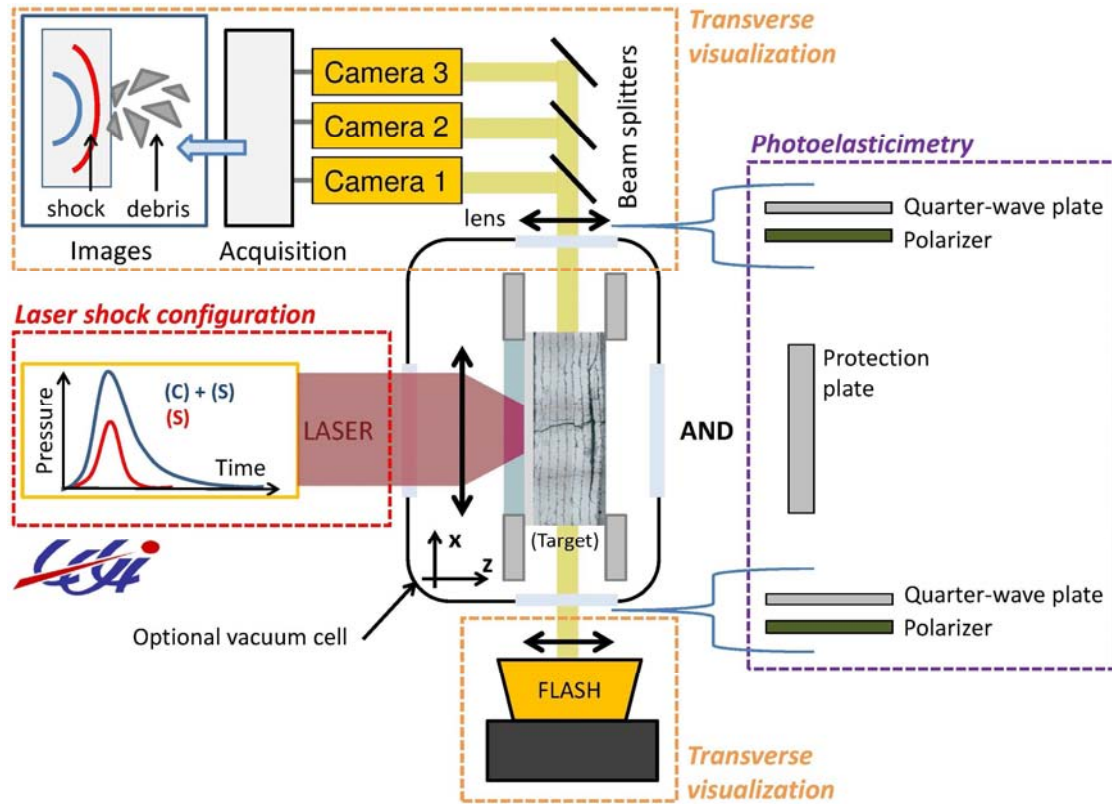 Transverse
visualization
Camera 3
Camera 2
Camera 1
Beam splitters
lens
shock
debris
Images
Acquisition
Photoelasticimetry
Quarter-wave plate
Polarizer
Protection
plate
Quarter-wave plate
Polarizer
Laser shock configuration
Pressure
(C) + (S)
(S)
Time
LASER
AND
x
z
(Target)
Optional vacuum cell
FLASH
Transverse
visualization